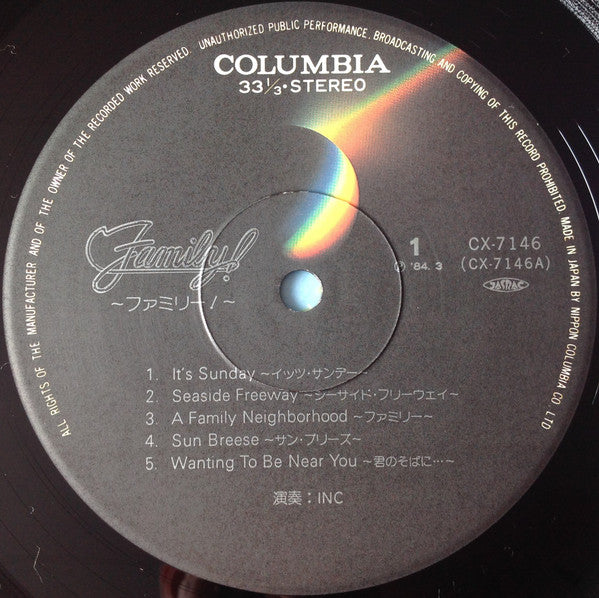 ALL RIGHTS OF THE MANUFACTURER AND OF THE OWNER OF THE RECORDED WORK RESERVED. UNAUTHORIZED PUBLIC PERFORMANCE. BROADCASTING AND COPYING OF THIS RECORD PROHIBITED MADE IN JAPAN BY NIPPON COLUMBIA CO. LTD
COLUMBIA
33 1/3・STEREO
Family!
～ファミリー！～
1 CX-7146
Ⓟ '84. 3 (CX-7146A)
JASRAC
1. It's Sunday ～イッツ・サンデー～
2. Seaside Freeway ～シーサイド・フリーウェイ～
3. A Family Neighborhood ～ファミリー～
4. Sun Breese ～サン・ブリーズ～
5. Wanting To Be Near You ～君のそばに…～
演奏：INC